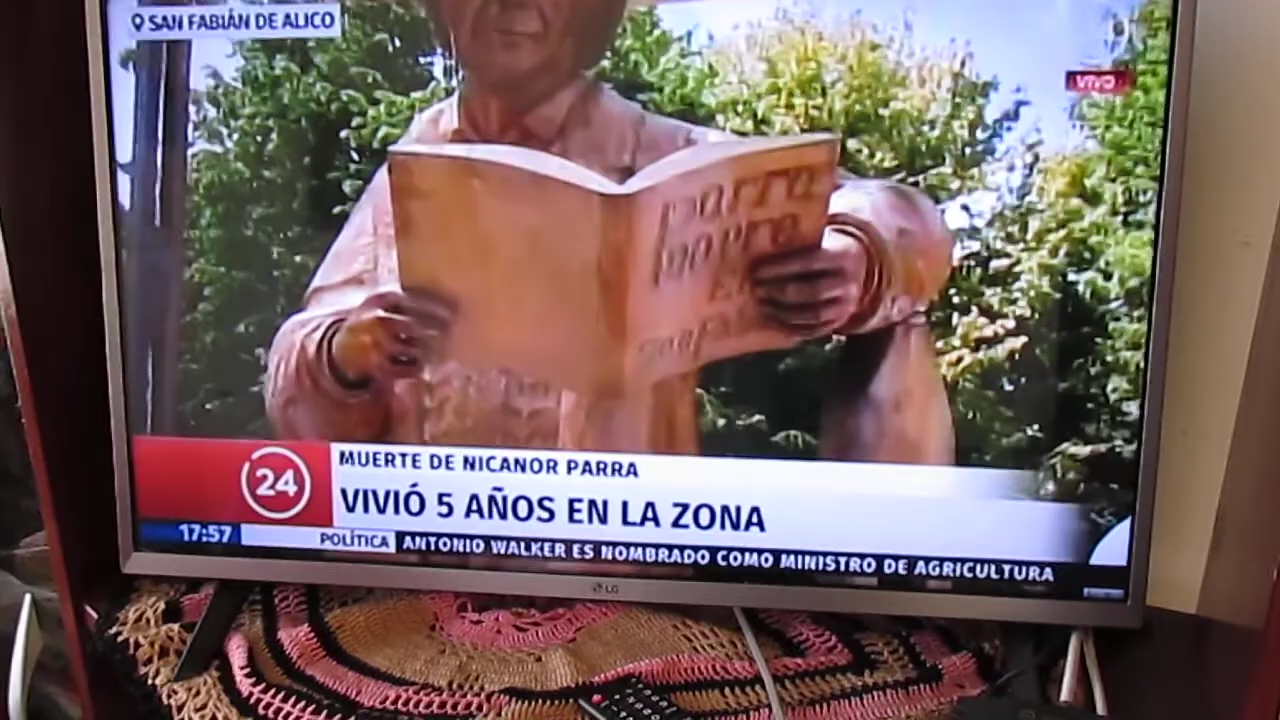 SAN FABIÁN DE ALICO
VIVO
parra
24
MUERTE DE NICANOR PARRA
VIVIÓ 5 AÑOS EN LA ZONA
17:57
POLÍTICA
ANTONIO WALKER ES NOMBRADO COMO MINISTRO DE AGRICULTURA
LG